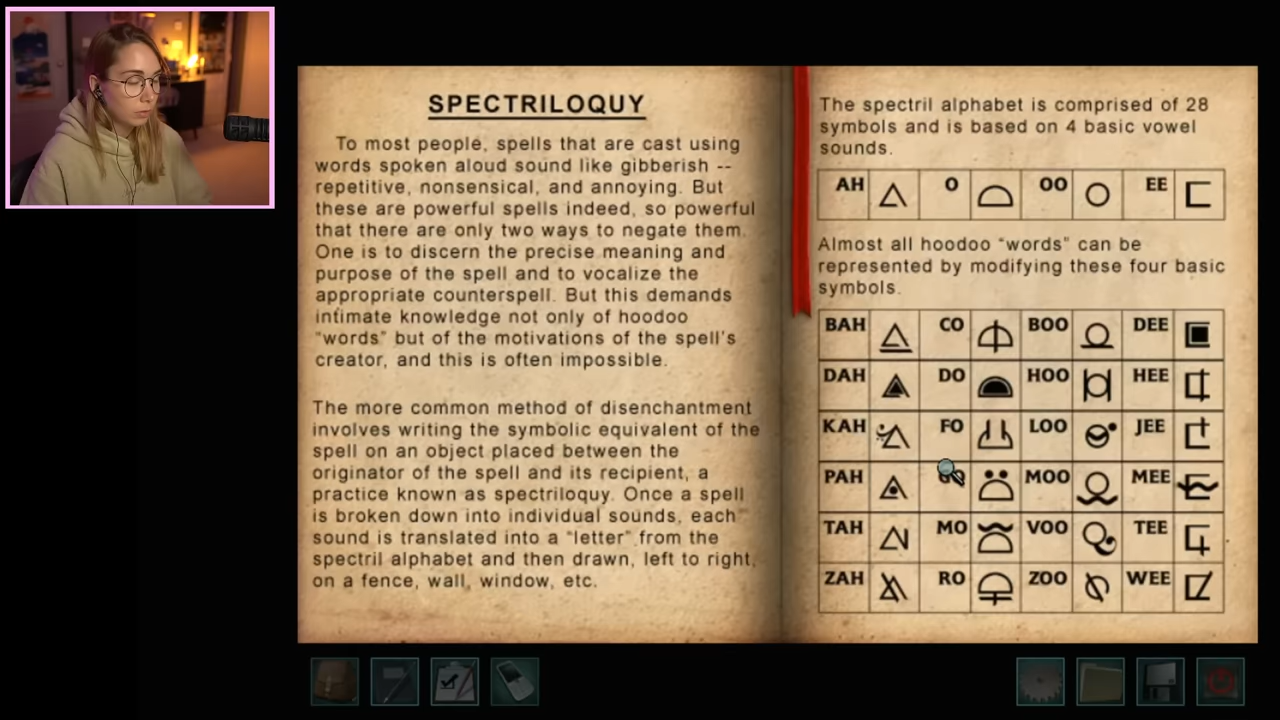 SPECTRILOQUY
To most people, spells that are cast using
words spoken aloud sound like gibberish --
repetitive, nonsensical, and annoying. But
these are powerful spells indeed, so powerful
that there are only two ways to negate them.
One is to discern the precise meaning and
purpose of the spell and to vocalize the
appropriate counterspell. But this demands
intimate knowledge not only of hoodoo
“words” but of the motivations of the spell's
creator, and this is often impossible.
The more common method of disenchantment
involves writing the symbolic equivalent of the
spell on an object placed between the
originator of the spell and its recipient, a
practice known as spectriloquy. Once a spell
is broken down into individual sounds, each
sound is translated into a “letter” from the
spectril alphabet and then drawn, left to right,
on a fence, wall, window, etc.
The spectril alphabet is comprised of 28
symbols and is based on 4 basic vowel
sounds.
AH O OO EE
Almost all hoodoo “words” can be
represented by modifying these four basic
symbols.
BAH CO BOO DEE
DAH DO HOO HEE
KAH FO LOO JEE
PAH MOO MEE
TAH MO VOO TEE
ZAH RO ZOO WEE